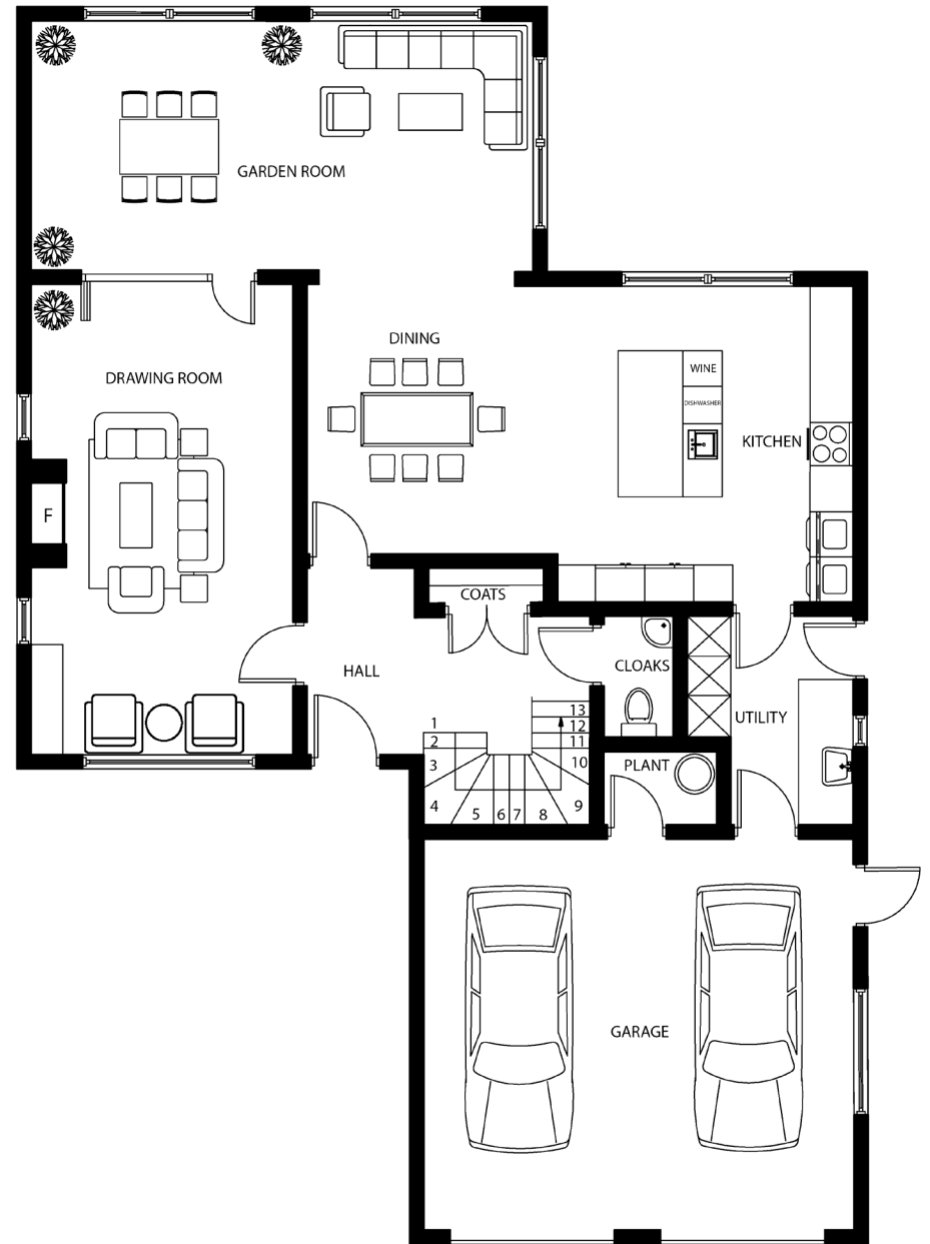 GARDEN ROOM
DINING
DRAWING ROOM
WINE
DISHWASHER
KITCHEN
F
COATS
HALL
CLOAKS
UTILITY
1
2
3
4
5
6
7
8
9
10
11
12
13
PLANT
GARAGE